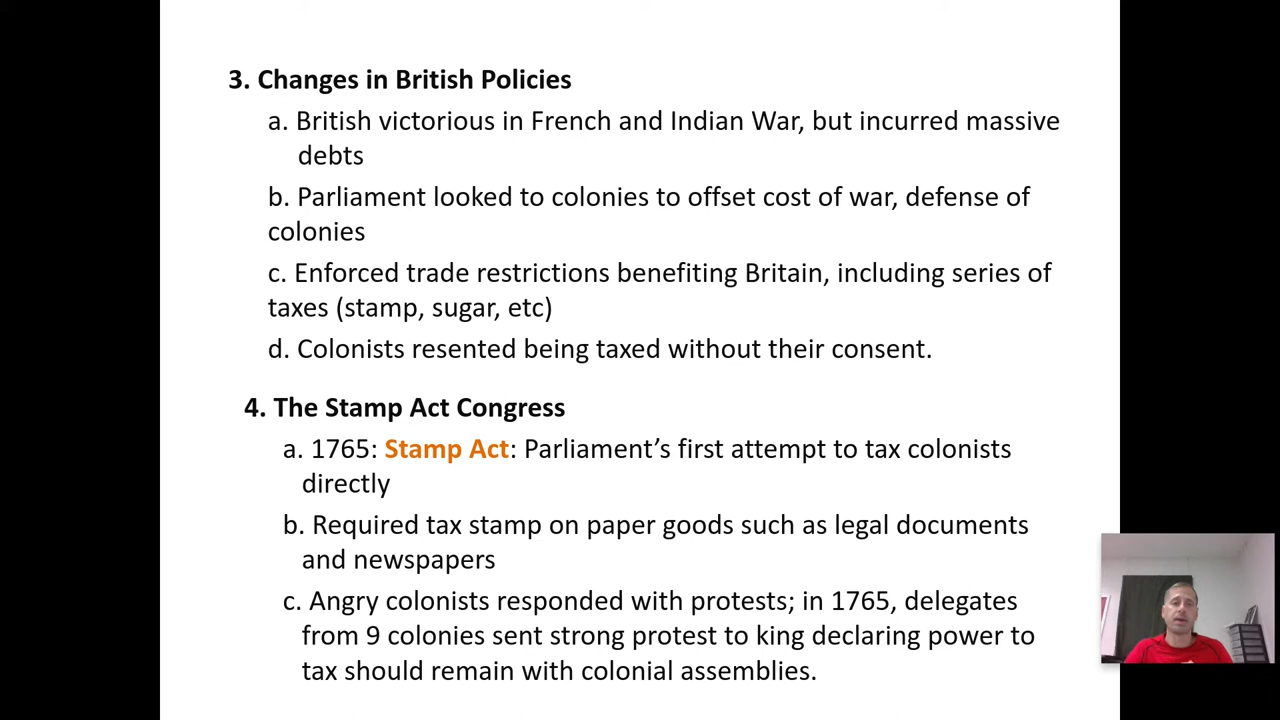 3. Changes in British Policies
a. British victorious in French and Indian War, but incurred massive
debts
b. Parliament looked to colonies to offset cost of war, defense of
colonies
c. Enforced trade restrictions benefiting Britain, including series of
taxes (stamp, sugar, etc)
d. Colonists resented being taxed without their consent.
4. The Stamp Act Congress
a. 1765: Stamp Act: Parliament’s first attempt to tax colonists
directly
b. Required tax stamp on paper goods such as legal documents
and newspapers
c. Angry colonists responded with protests; in 1765, delegates
from 9 colonies sent strong protest to king declaring power to
tax should remain with colonial assemblies.